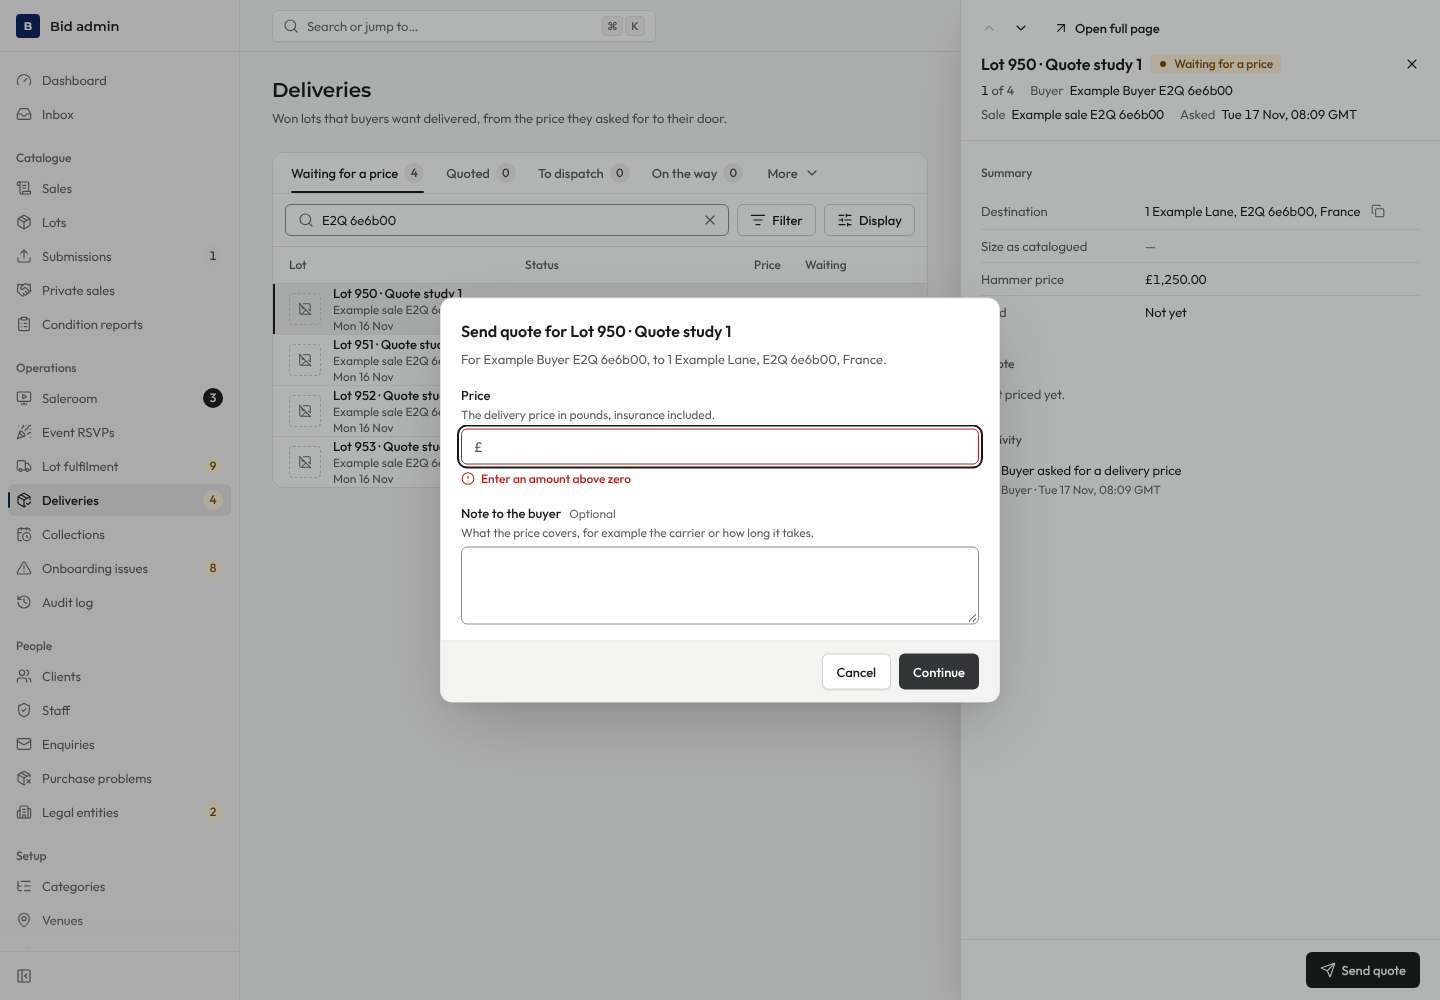 B Bid admin
Search or jump to... ⌘ K
Dashboard
Inbox
Catalogue
Sales
Lots
Submissions 1
Private sales
Condition reports
Operations
Saleroom 3
Event RSVPs
Lot fulfilment 9
Deliveries 4
Collections
Onboarding issues 8
Audit log
People
Clients
Staff
Enquiries
Purchase problems
Legal entities 2
Setup
Categories
Venues
Deliveries
Won lots that buyers want delivered, from the price they asked for to their door.
Waiting for a price 4 Quoted 0 To dispatch 0 On the way 0 More
E2Q 6e6b00 Filter Display
Lot Status Price Waiting
Lot 950 · Quote study 1
Example sale E2Q 6e
Mon 16 Nov
Lot 951 · Quote stu
Example sale E2Q 6e
Mon 16 Nov
Lot 952 · Quote stu
Example sale E2Q 6e
Mon 16 Nov
Lot 953 · Quote stu
Example sale E2Q 6e
Mon 16 Nov
Send quote for Lot 950 · Quote study 1
For Example Buyer E2Q 6e6b00, to 1 Example Lane, E2Q 6e6b00, France.
Price
The delivery price in pounds, insurance included.
£
Enter an amount above zero
Note to the buyer Optional
What the price covers, for example the carrier or how long it takes.
Cancel Continue
Open full page
Lot 950 · Quote study 1 Waiting for a price
1 of 4 Buyer Example Buyer E2Q 6e6b00
Sale Example sale E2Q 6e6b00 Asked Tue 17 Nov, 08:09 GMT
Summary
Destination 1 Example Lane, E2Q 6e6b00, France
Size as catalogued —
Hammer price £1,250.00
d Not yet
ote
t priced yet.
ivity
Buyer asked for a delivery price
Buyer · Tue 17 Nov, 08:09 GMT
Send quote